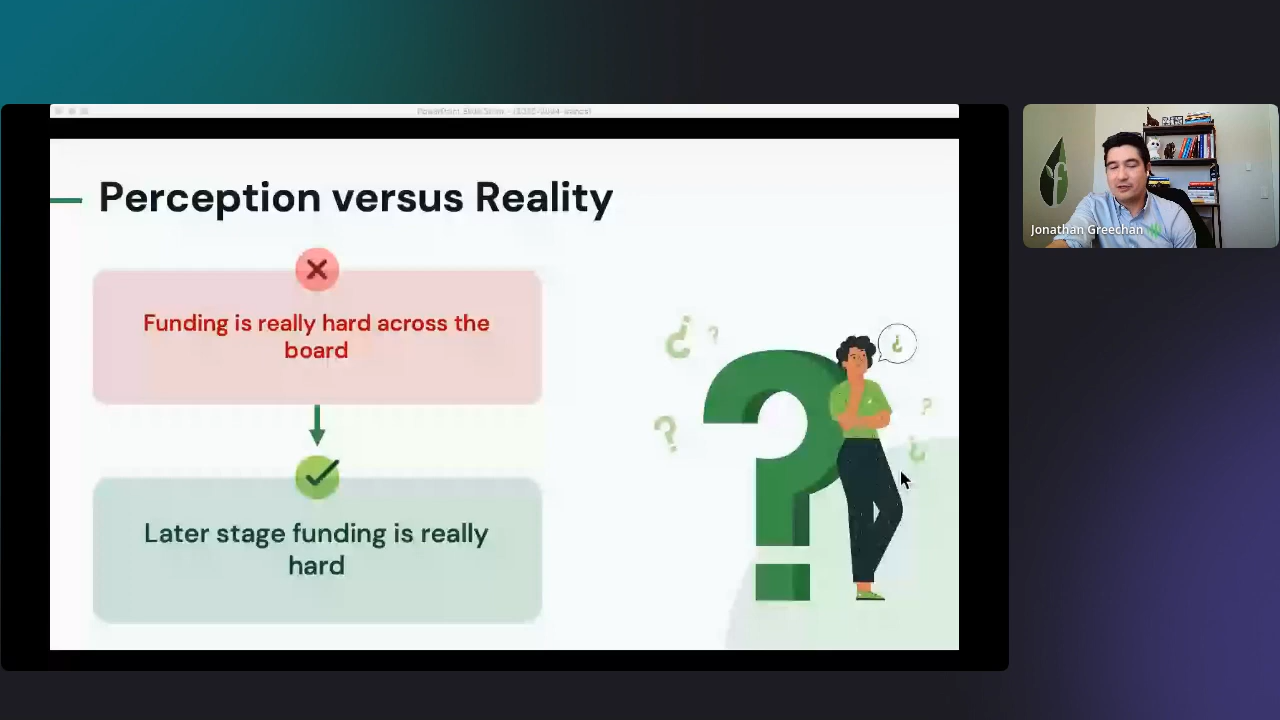 Perception versus Reality
Funding is really hard across the
board
Later stage funding is really
hard
?
¿
?
¿
?
?
¿
f
Jonathan Greechan